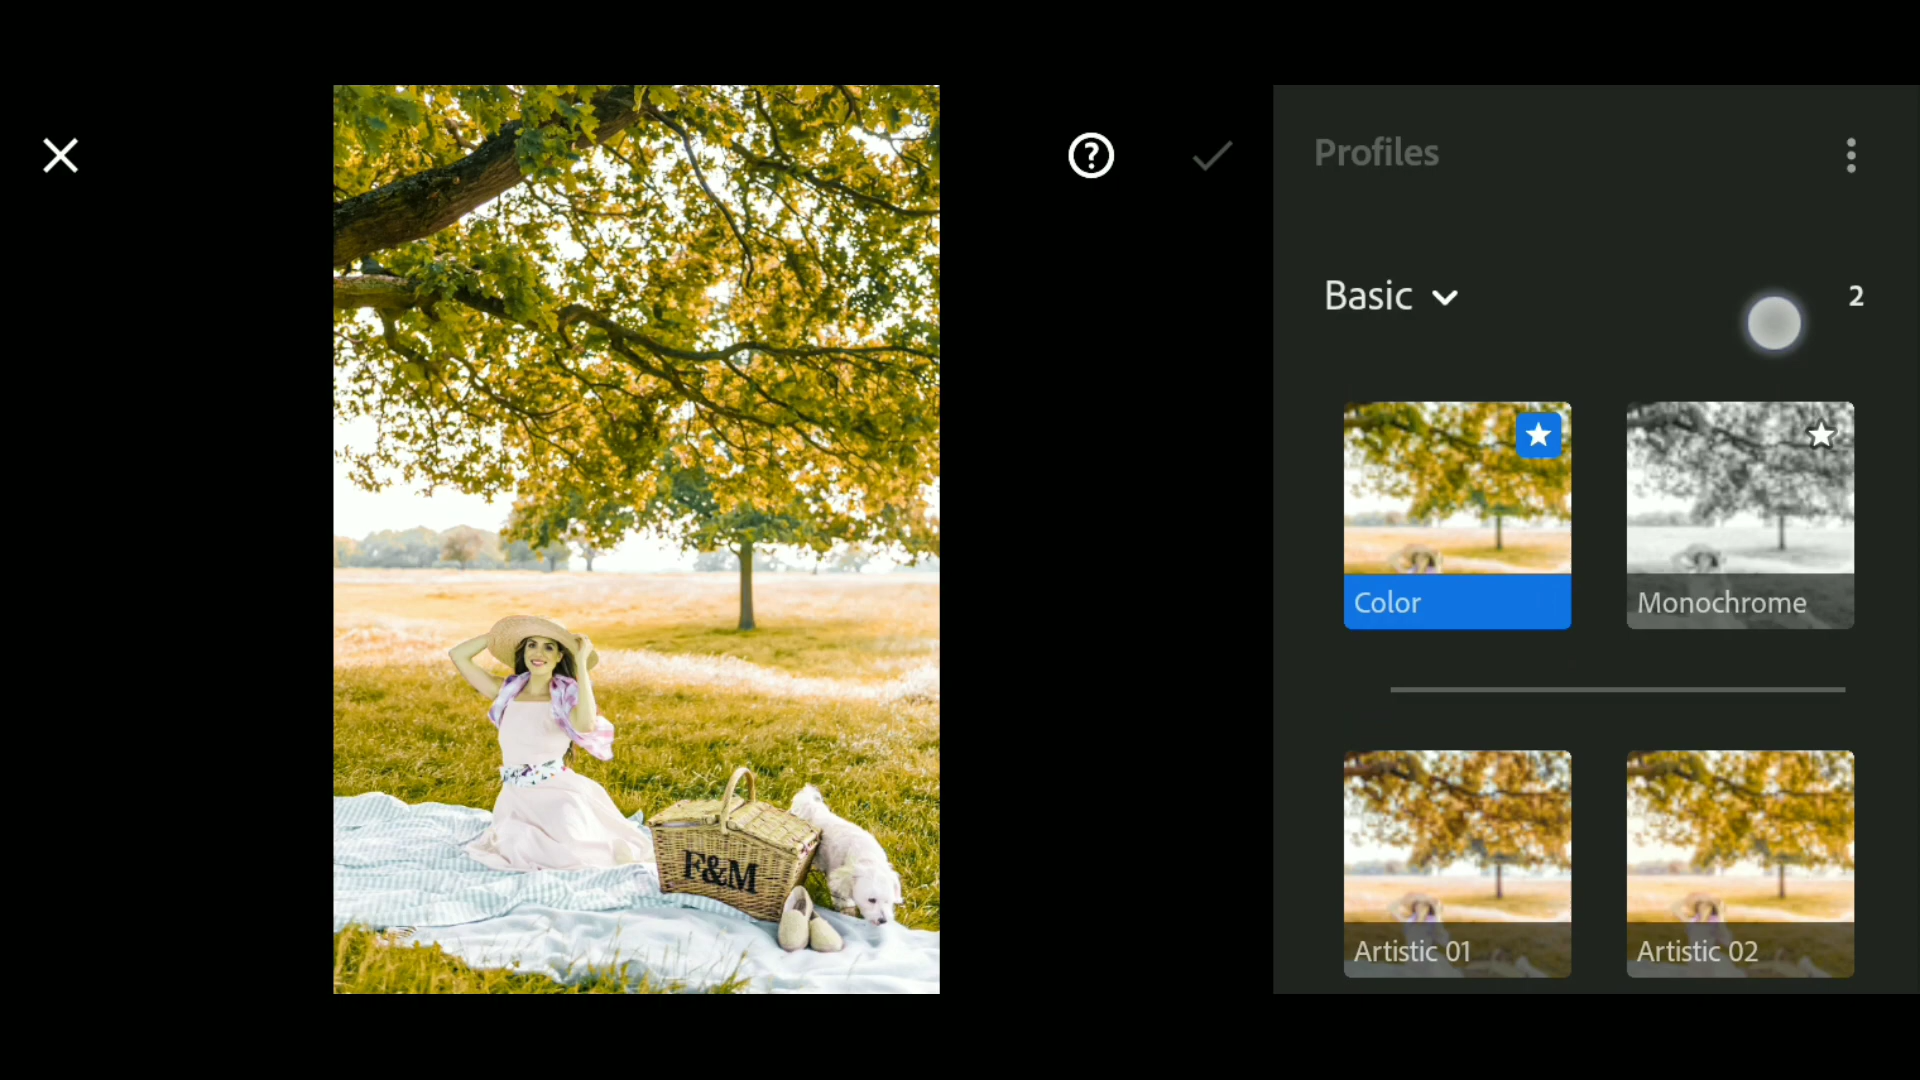 Profiles
Basic
2
Color
Monochrome
F&M
Artistic 01
Artistic 02